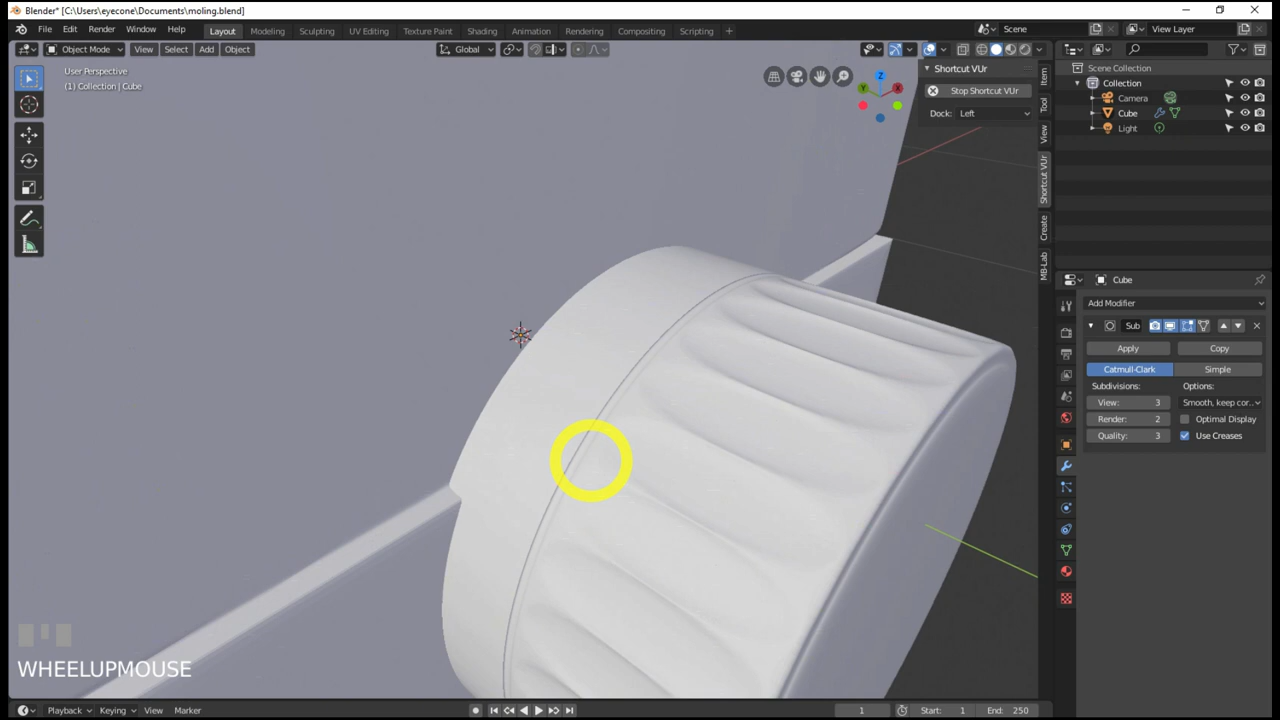 Blender* [C:\Users\eyecone\Documents\moling.blend]
File Edit Render Window Help Layout Modeling Sculpting UV Editing Texture Paint Shading Animation Rendering Compositing Scripting + Scene View Layer
Object Mode View Select Add Object Global
User Perspective
(1) Collection | Cube
Z
Y
X
Shortcut VUr
Stop Shortcut VUr
Dock: Left
Item
Tool
View
Shortcut VUr
Create
MB-Lab
Scene Collection
Collection
Camera
Cube
Light
Cube
Add Modifier
Sub
Apply Copy
Catmull-Clark Simple
Subdivisions: Options:
View: 3 Smooth, keep cor..
Render: 2 Optimal Display
Quality: 3 Use Creases
WHEELUPMOUSE
Playback Keying View Marker 1 Start: 1 End: 250